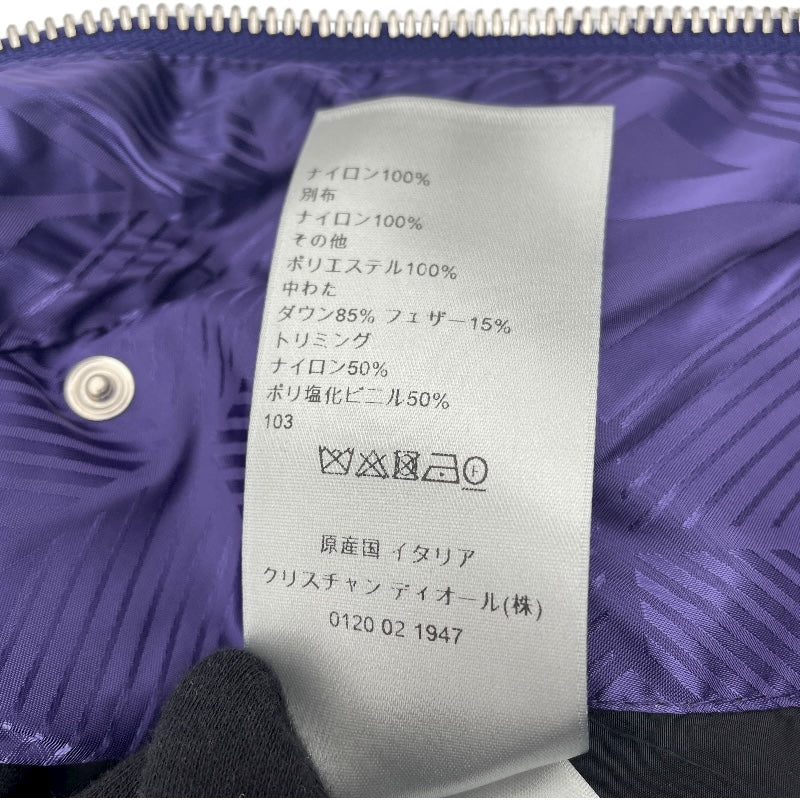 ナイロン100%
別布
ナイロン100%
その他
ポリエステル100%
中わた
ダウン85% フェザー15%
トリミング
ナイロン50%
ポリ塩化ビニル50%
103
F
原産国 イタリア
クリスチャン ディオール(株)
0120 02 1947